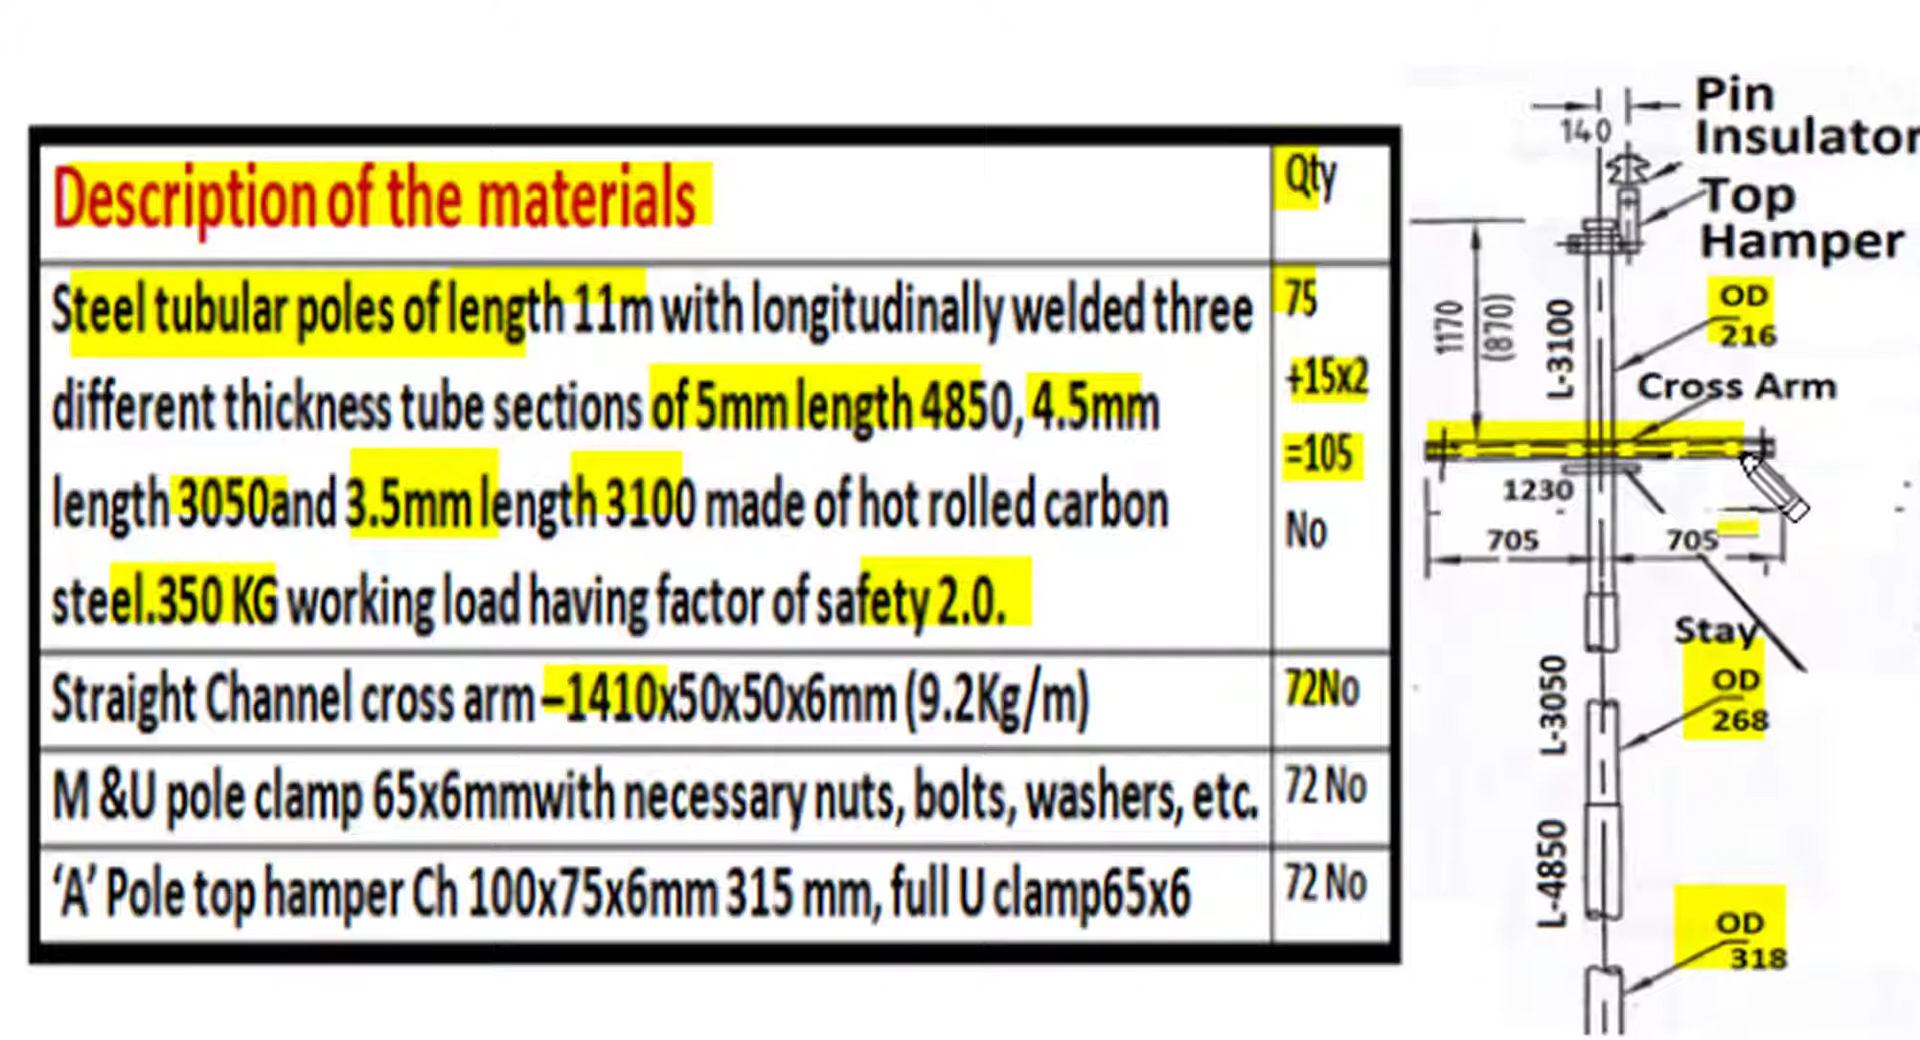 Description of the materials
Qty
Steel tubular poles of length 11m with longitudinally welded three
different thickness tube sections of 5mm length 4850, 4.5mm
length 3050and 3.5mm length 3100 made of hot rolled carbon
steel.350 KG working load having factor of safety 2.0.
75
+15x2
=105
No
Straight Channel cross arm –1410x50x50x6mm (9.2Kg/m)
72No
M &U pole clamp 65x6mmwith necessary nuts, bolts, washers, etc.
72 No
‘A’ Pole top hamper Ch 100x75x6mm 315 mm, full U clamp65x6
72 No
Pin
Insulator
140
Top
Hamper
OD
216
1170
(870)
L-3100
Cross Arm
1230
705
705
Stay
OD
268
L-3050
L-4850
OD
318